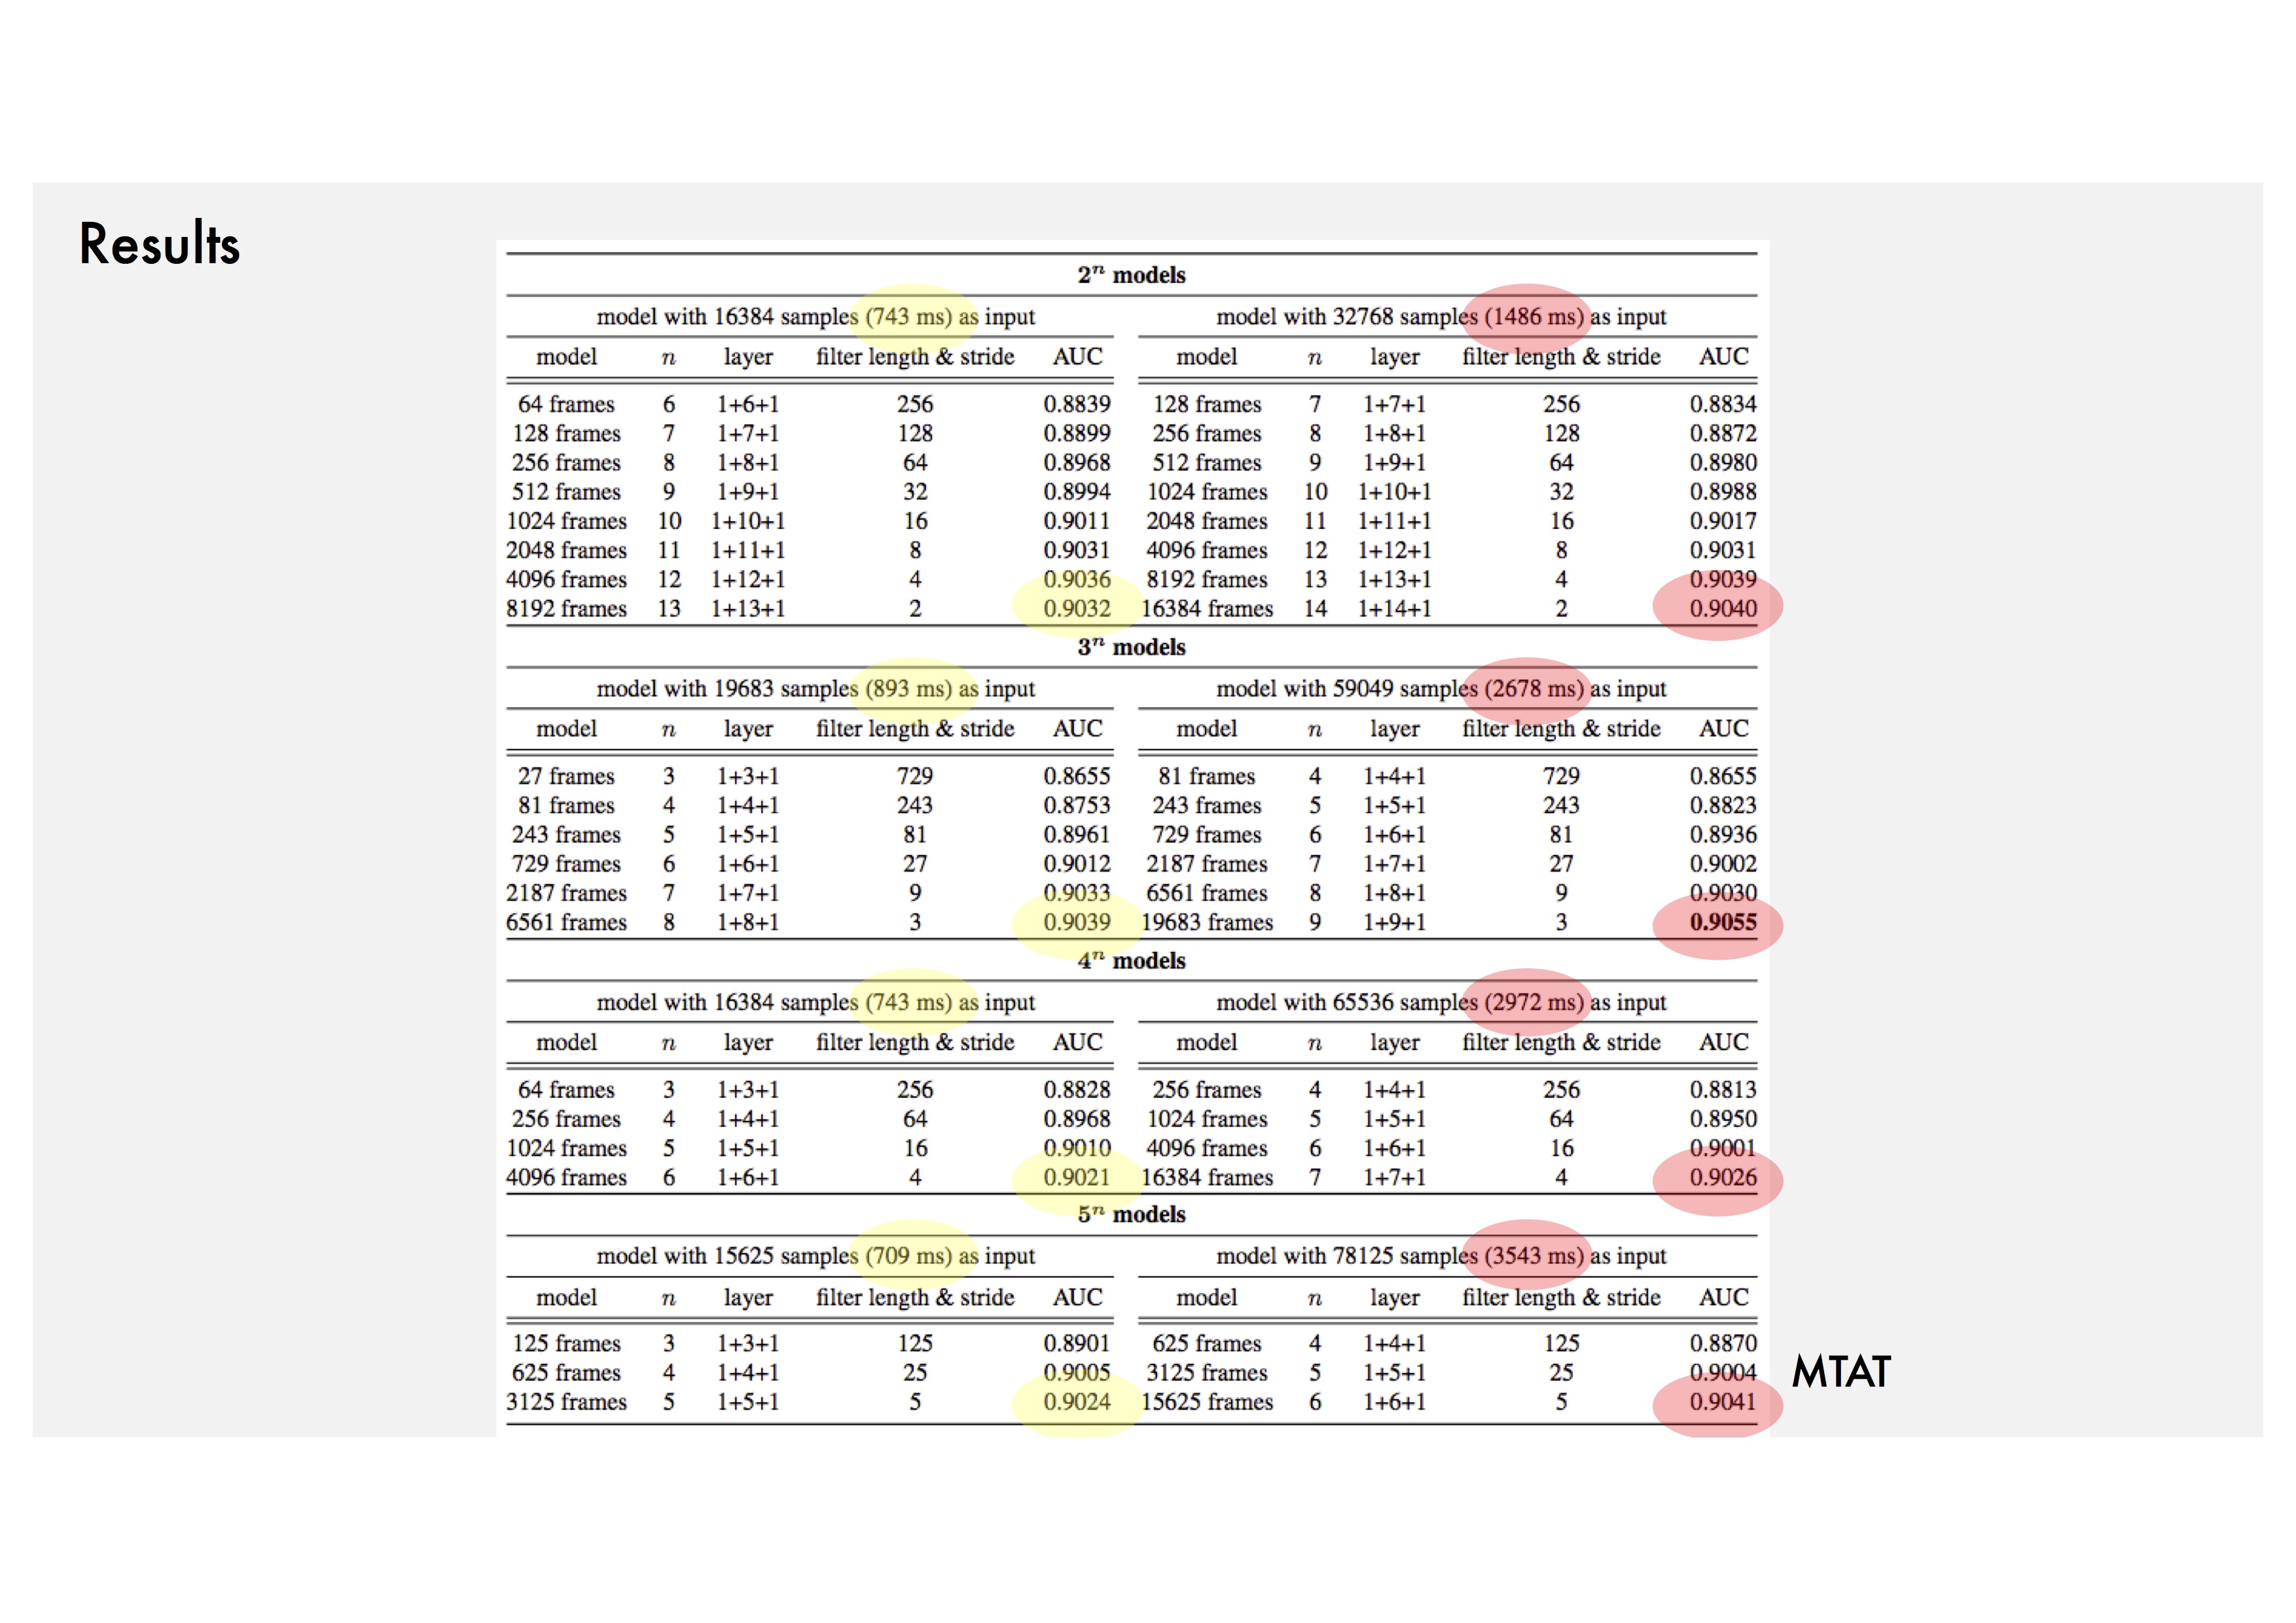 Results
2ⁿ models
model with 16384 samples (743 ms) as input model with 32768 samples (1486 ms) as input
model n layer filter length & stride AUC model n layer filter length & stride AUC
64 frames 6 1+6+1 256 0.8839 128 frames 7 1+7+1 256 0.8834
128 frames 7 1+7+1 128 0.8899 256 frames 8 1+8+1 128 0.8872
256 frames 8 1+8+1 64 0.8968 512 frames 9 1+9+1 64 0.8980
512 frames 9 1+9+1 32 0.8994 1024 frames 10 1+10+1 32 0.8988
1024 frames 10 1+10+1 16 0.9011 2048 frames 11 1+11+1 16 0.9017
2048 frames 11 1+11+1 8 0.9031 4096 frames 12 1+12+1 8 0.9031
4096 frames 12 1+12+1 4 0.9036 8192 frames 13 1+13+1 4 0.9039
8192 frames 13 1+13+1 2 0.9032 16384 frames 14 1+14+1 2 0.9040
3ⁿ models
model with 19683 samples (893 ms) as input model with 59049 samples (2678 ms) as input
model n layer filter length & stride AUC model n layer filter length & stride AUC
27 frames 3 1+3+1 729 0.8655 81 frames 4 1+4+1 729 0.8655
81 frames 4 1+4+1 243 0.8753 243 frames 5 1+5+1 243 0.8823
243 frames 5 1+5+1 81 0.8961 729 frames 6 1+6+1 81 0.8936
729 frames 6 1+6+1 27 0.9012 2187 frames 7 1+7+1 27 0.9002
2187 frames 7 1+7+1 9 0.9033 6561 frames 8 1+8+1 9 0.9030
6561 frames 8 1+8+1 3 0.9039 19683 frames 9 1+9+1 3 0.9055
4ⁿ models
model with 16384 samples (743 ms) as input model with 65536 samples (2972 ms) as input
model n layer filter length & stride AUC model n layer filter length & stride AUC
64 frames 3 1+3+1 256 0.8828 256 frames 4 1+4+1 256 0.8813
256 frames 4 1+4+1 64 0.8968 1024 frames 5 1+5+1 64 0.8950
1024 frames 5 1+5+1 16 0.9010 4096 frames 6 1+6+1 16 0.9001
4096 frames 6 1+6+1 4 0.9021 16384 frames 7 1+7+1 4 0.9026
5ⁿ models
model with 15625 samples (709 ms) as input model with 78125 samples (3543 ms) as input
model n layer filter length & stride AUC model n layer filter length & stride AUC
125 frames 3 1+3+1 125 0.8901 625 frames 4 1+4+1 125 0.8870
625 frames 4 1+4+1 25 0.9005 3125 frames 5 1+5+1 25 0.9004
3125 frames 5 1+5+1 5 0.9024 15625 frames 6 1+6+1 5 0.9041
MTAT